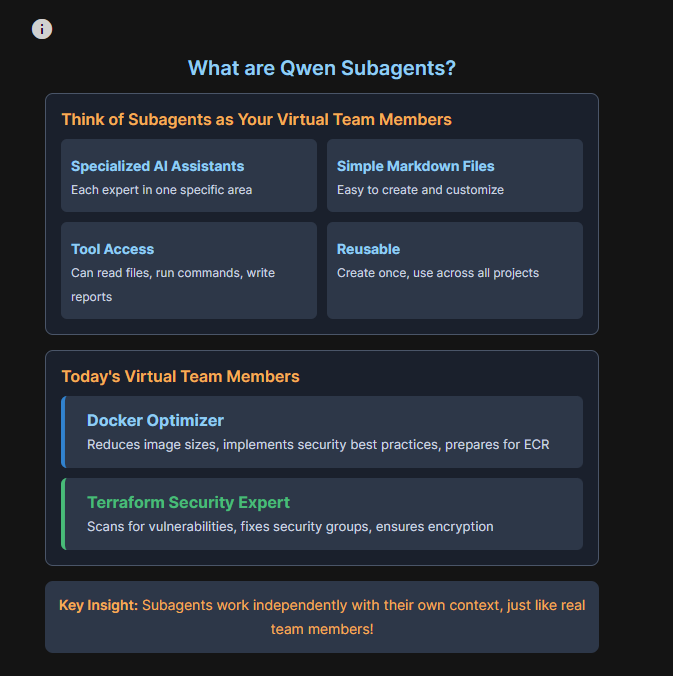 i
What are Qwen Subagents?
Think of Subagents as Your Virtual Team Members
Specialized AI Assistants
Each expert in one specific area
Simple Markdown Files
Easy to create and customize
Tool Access
Can read files, run commands, write
reports
Reusable
Create once, use across all projects
Today's Virtual Team Members
Docker Optimizer
Reduces image sizes, implements security best practices, prepares for ECR
Terraform Security Expert
Scans for vulnerabilities, fixes security groups, ensures encryption
Key Insight: Subagents work independently with their own context, just like real
team members!